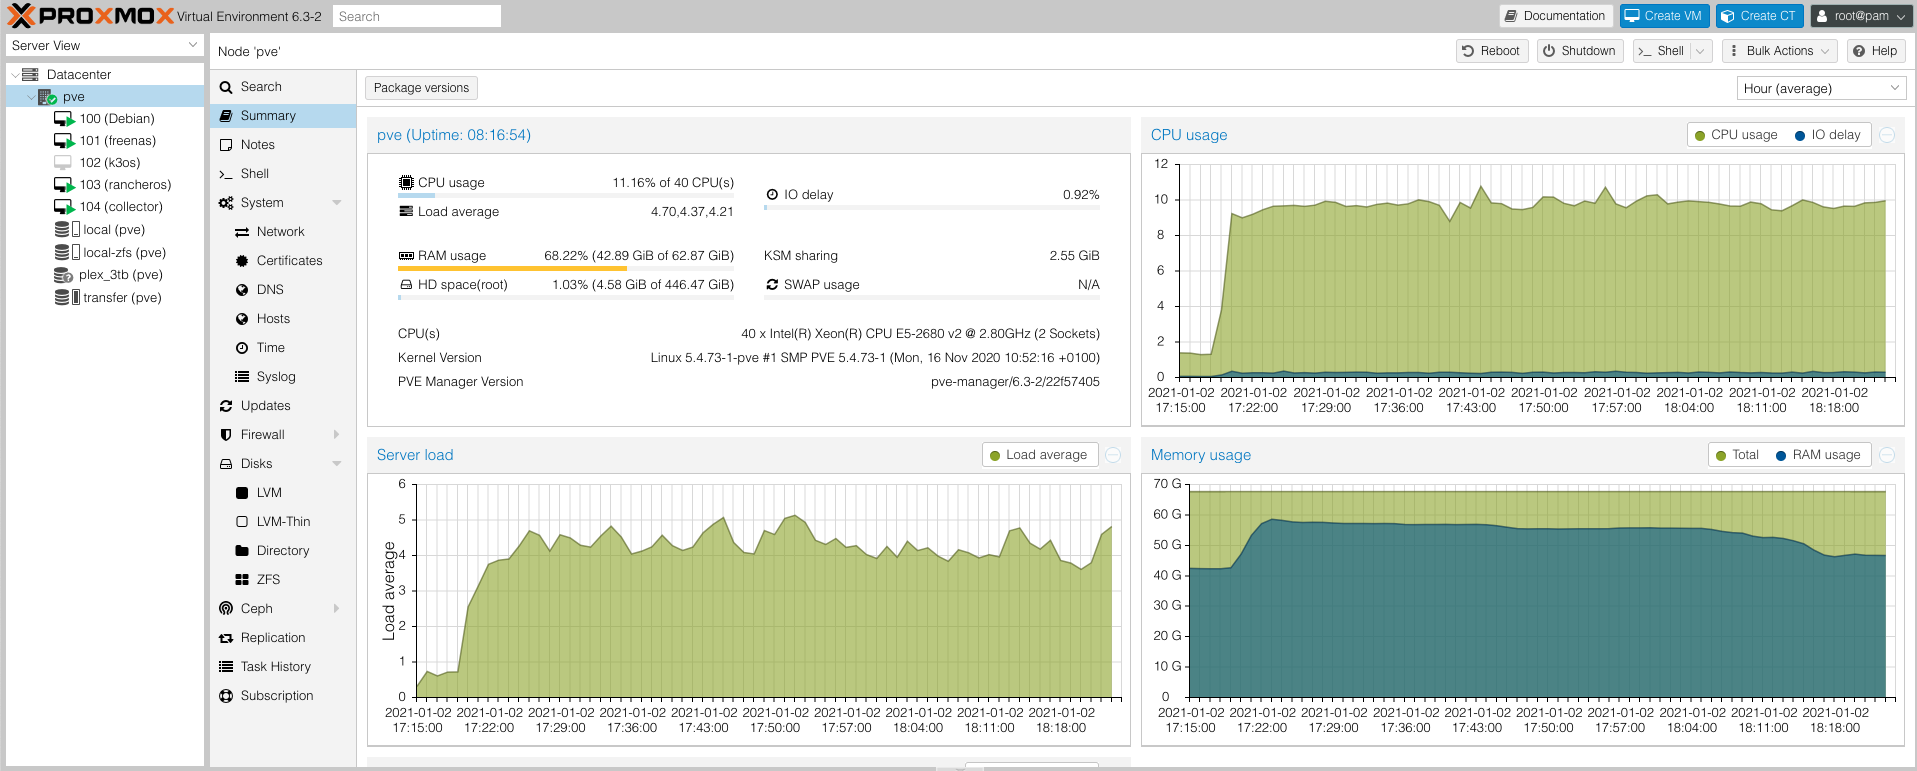 PROXMOX Virtual Environment 6.3-2 Search Documentation Create VM Create CT root@pam
Server View
Datacenter
pve
100 (Debian)
101 (freenas)
102 (k3os)
103 (rancheros)
104 (collector)
local (pve)
local-zfs (pve)
plex_3tb (pve)
transfer (pve)
Node 'pve' Reboot Shutdown >_ Shell Bulk Actions Help
Search
Summary
Notes
>_ Shell
System
Network
Certificates
DNS
Hosts
Time
Syslog
Updates
Firewall
Disks
LVM
LVM-Thin
Directory
ZFS
Ceph
Replication
Task History
Subscription
Package versions Hour (average)
pve (Uptime: 08:16:54)
CPU usage 11.16% of 40 CPU(s)
IO delay 0.92%
Load average 4.70,4.37,4.21
RAM usage 68.22% (42.89 GiB of 62.87 GiB)
KSM sharing 2.55 GiB
HD space(root) 1.03% (4.58 GiB of 446.47 GiB)
SWAP usage N/A
CPU(s) 40 x Intel(R) Xeon(R) CPU E5-2680 v2 @ 2.80GHz (2 Sockets)
Kernel Version Linux 5.4.73-1-pve #1 SMP PVE 5.4.73-1 (Mon, 16 Nov 2020 10:52:16 +0100)
PVE Manager Version pve-manager/6.3-2/22f57405
CPU usage CPU usage IO delay
12
10
8
6
4
2
0
2021-01-02 2021-01-02 2021-01-02 2021-01-02 2021-01-02 2021-01-02 2021-01-02 2021-01-02 2021-01-02 2021-01-02
17:15:00 17:22:00 17:29:00 17:36:00 17:43:00 17:50:00 17:57:00 18:04:00 18:11:00 18:18:00
Server load Load average
Load average
6
5
4
3
2
1
0
2021-01-02 2021-01-02 2021-01-02 2021-01-02 2021-01-02 2021-01-02 2021-01-02 2021-01-02 2021-01-02 2021-01-02
17:15:00 17:22:00 17:29:00 17:36:00 17:43:00 17:50:00 17:57:00 18:04:00 18:11:00 18:18:00
Memory usage Total RAM usage
70 G
60 G
50 G
40 G
30 G
20 G
10 G
0
2021-01-02 2021-01-02 2021-01-02 2021-01-02 2021-01-02 2021-01-02 2021-01-02 2021-01-02 2021-01-02 2021-01-02
17:15:00 17:22:00 17:29:00 17:36:00 17:43:00 17:50:00 17:57:00 18:04:00 18:11:00 18:18:00